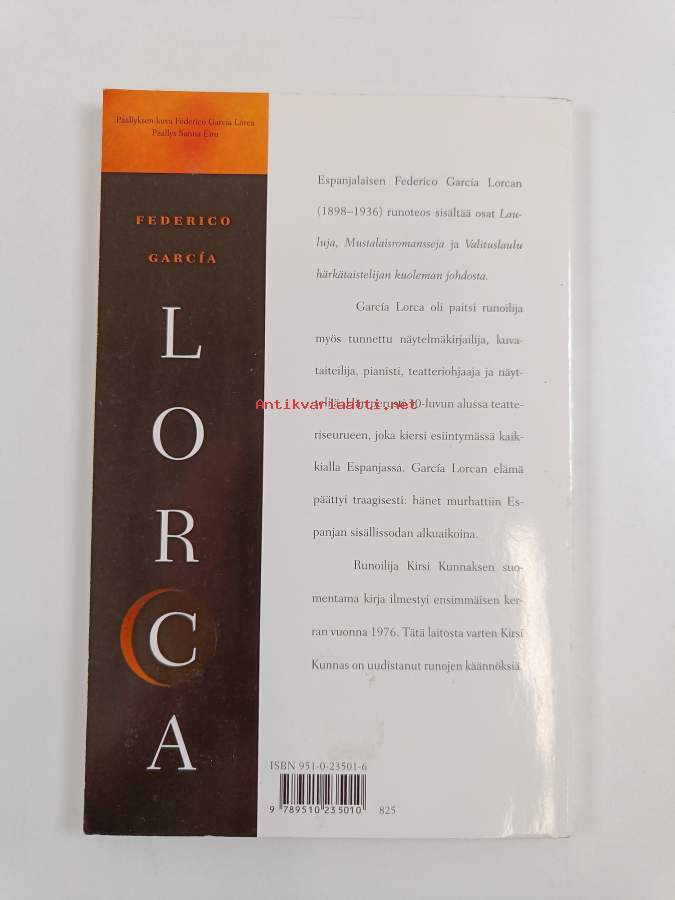 Päällyksen kuva Federico García Lorca
Päällys Sanna Eiro
FEDERICO
GARCÍA
L
O
R
C
A
Espanjalaisen Federico García Lorcan
(1898–1936) runoteos sisältää osat Lau-
luja, Mustalaisromansseja ja Valituslaulu
härkätaistelijan kuoleman johdosta.
García Lorca oli paitsi runoilija
myös tunnettu näytelmäkirjailija, kuva-
taiteilija, pianisti, teatteriohjaaja ja näyt-
Antikvariaatti.net
-luvun alussa teatte-
riseurueen, joka kiersi esiintymässä kaik-
kialla Espanjassa. García Lorcan elämä
päättyi traagisesti: hänet murhattiin Es-
panjan sisällissodan alkuaikoina.
Runoilija Kirsi Kunnaksen suo-
mentama kirja ilmestyi ensimmäisen ker-
ran vuonna 1976. Tätä laitosta varten Kirsi
Kunnas on uudistanut runojen käännöksiä.
ISBN 951-0-23501-6
9 789510 235010 825